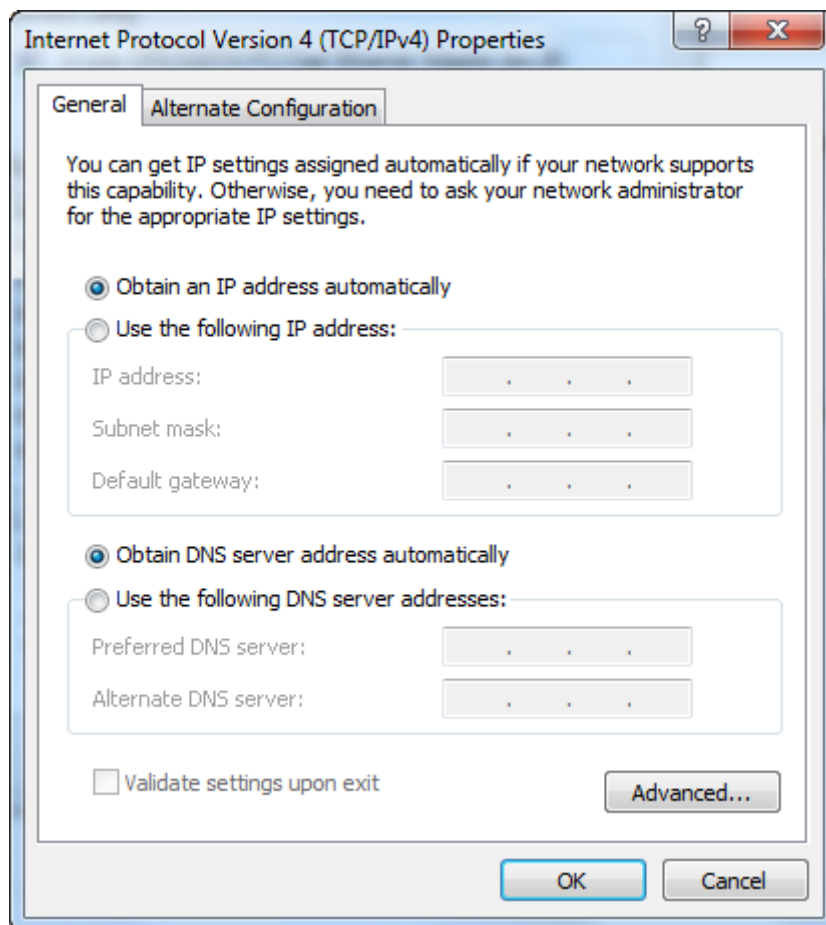 Internet Protocol Version 4 (TCP/IPv4) Properties
General
Alternate Configuration
You can get IP settings assigned automatically if your network supports
this capability. Otherwise, you need to ask your network administrator
for the appropriate IP settings.
Obtain an IP address automatically
Use the following IP address:
IP address:
Subnet mask:
Default gateway:
Obtain DNS server address automatically
Use the following DNS server addresses:
Preferred DNS server:
Alternate DNS server:
Validate settings upon exit
Advanced...
OK
Cancel